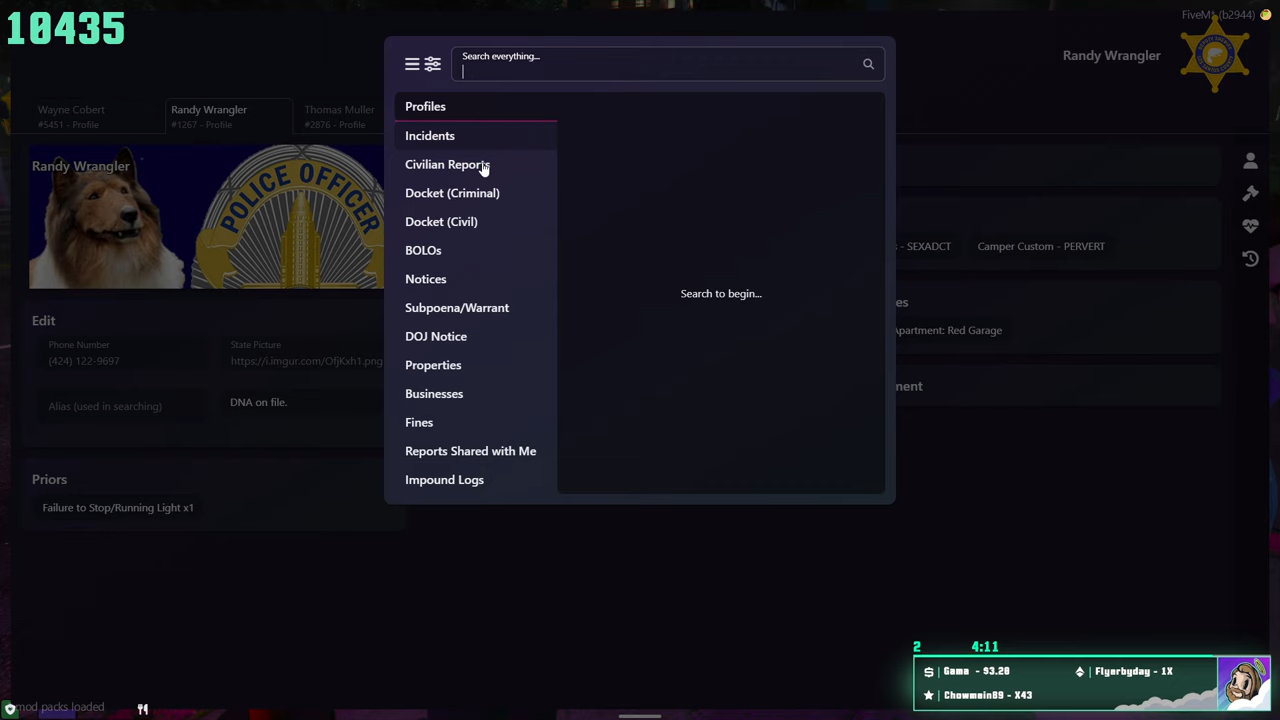 10435
FiveM® (b2944)
Search everything...
Randy Wrangler
Wayne Cobert
#5451 - Profile
Randy Wrangler
#1267 - Profile
Thomas Muller
#2876 - Profile
Profiles
Incidents
Civilian Reports
Docket (Criminal)
Docket (Civil)
BOLOs
Notices
Subpoena/Warrant
DOJ Notice
Properties
Businesses
Fines
Reports Shared with Me
Impound Logs
Search to begin...
Randy Wrangler
POLICE OFFICER
- SEXADCT
Camper Custom - PERVERT
es
Apartment: Red Garage
ment
Edit
Phone Number
(424) 122-9697
State Picture
https://i.imgur.com/OfjKxh1.png
Alias (used in searching)
DNA on file.
Priors
Failure to Stop/Running Light x1
2
4:11
Gama - 93.20
Flyerbyday - 1X
Chowmein89 - X43
mod packs loaded